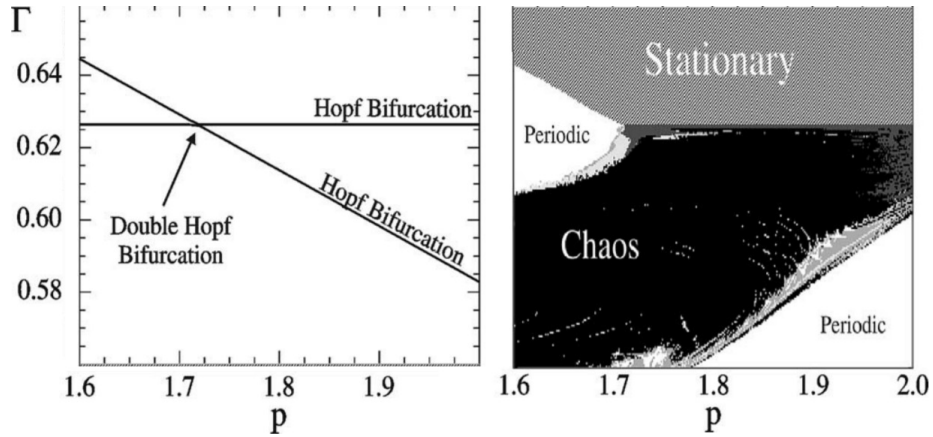 Γ
0.64
0.62
0.60
0.58
Hopf Bifurcation
Hopf Bifurcation
Double Hopf
Bifurcation
1.6 1.7 1.8 1.9
p
Stationary
Periodic
Chaos
Periodic
1.6 1.7 1.8 1.9 2.0
p